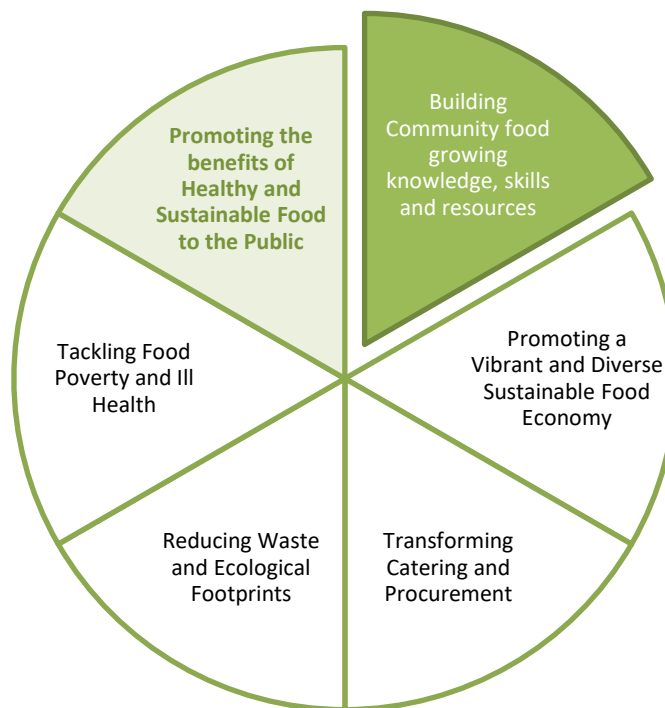 Promoting the
benefits of
Healthy and
Sustainable Food
to the Public
Building
Community food
growing
knowledge, skills
and resources
Tackling Food
Poverty and Ill
Health
Promoting a
Vibrant and Diverse
Sustainable Food
Economy
Reducing Waste
and Ecological
Footprints
Transforming
Catering and
Procurement